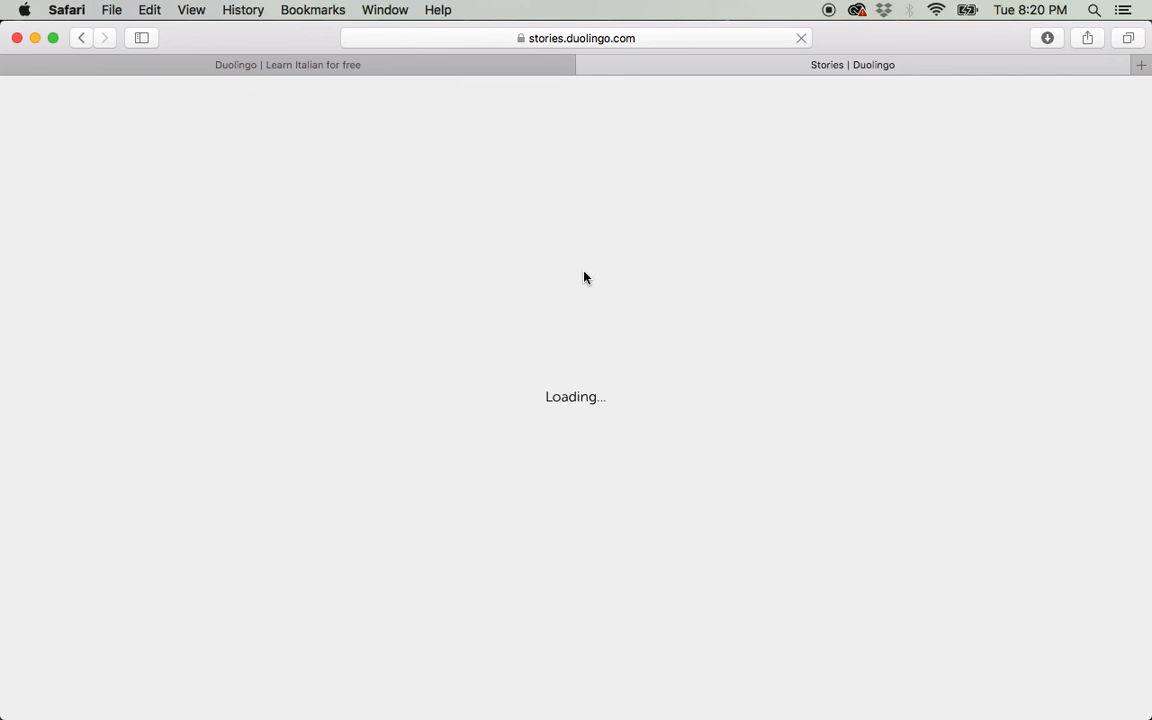 Safari File Edit View History Bookmarks Window Help Tue 8:20 PM
stories.duolingo.com
Duolingo | Learn Italian for free Stories | Duolingo
Loading...